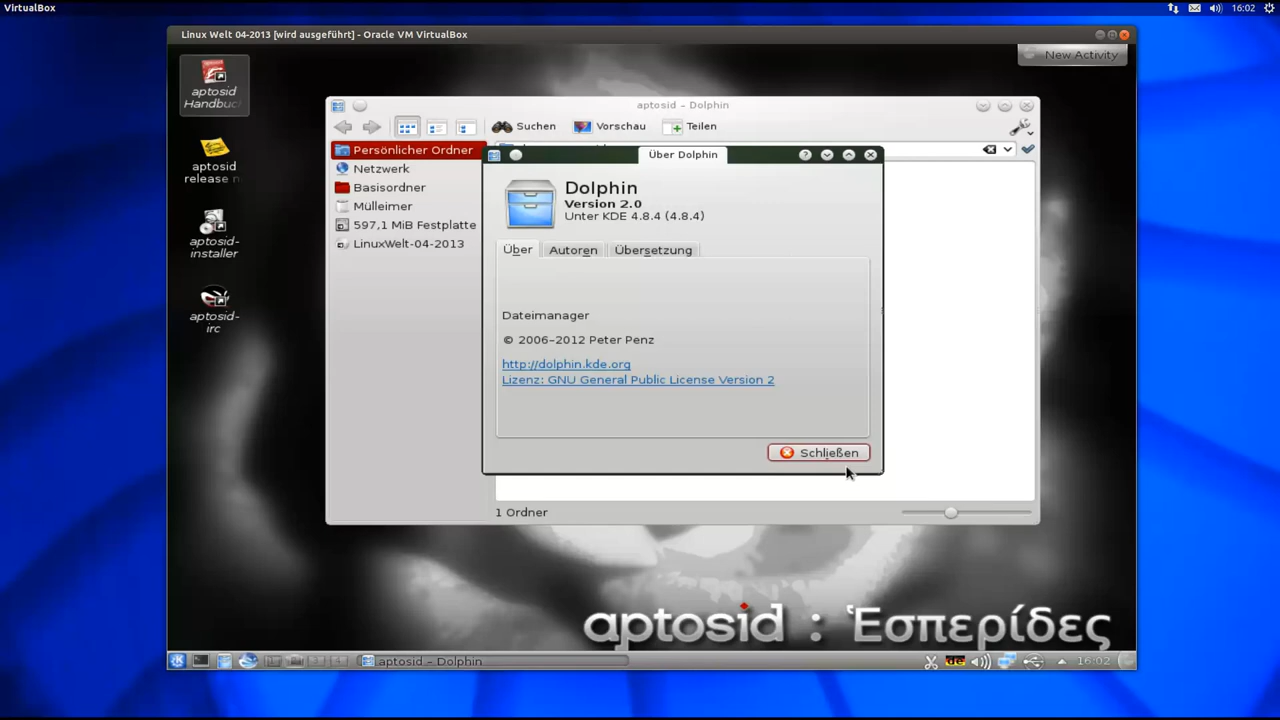 VirtualBox
16:02
Linux Welt 04-2013 [wird ausgeführt] - Oracle VM VirtualBox
New Activity
aptosid
Handbuc
aptosid
release n
aptosid-
installer
aptosid-
irc
aptosid – Dolphin
Suchen
Vorschau
Teilen
Persönlicher Ordner
Netzwerk
Basisordner
Mülleimer
597,1 MiB Festplatte
LinuxWelt-04-2013
Über Dolphin
Dolphin
Version 2.0
Unter KDE 4.8.4 (4.8.4)
Über
Autoren
Übersetzung
Dateimanager
© 2006–2012 Peter Penz
http://dolphin.kde.org
Lizenz: GNU General Public License Version 2
Schließen
1 Ordner
aptosid : Ἑσπερίδες
aptosid – Dolphin
de
16:02